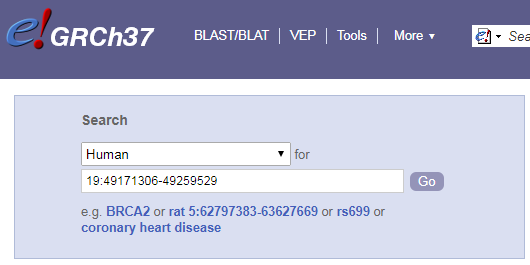 e! GRCh37 BLAST/BLAT VEP Tools More ▼ e! Sea
Search
Human for
19:49171306-49259529 Go
e.g. BRCA2 or rat 5:62797383-63627669 or rs699 or
coronary heart disease